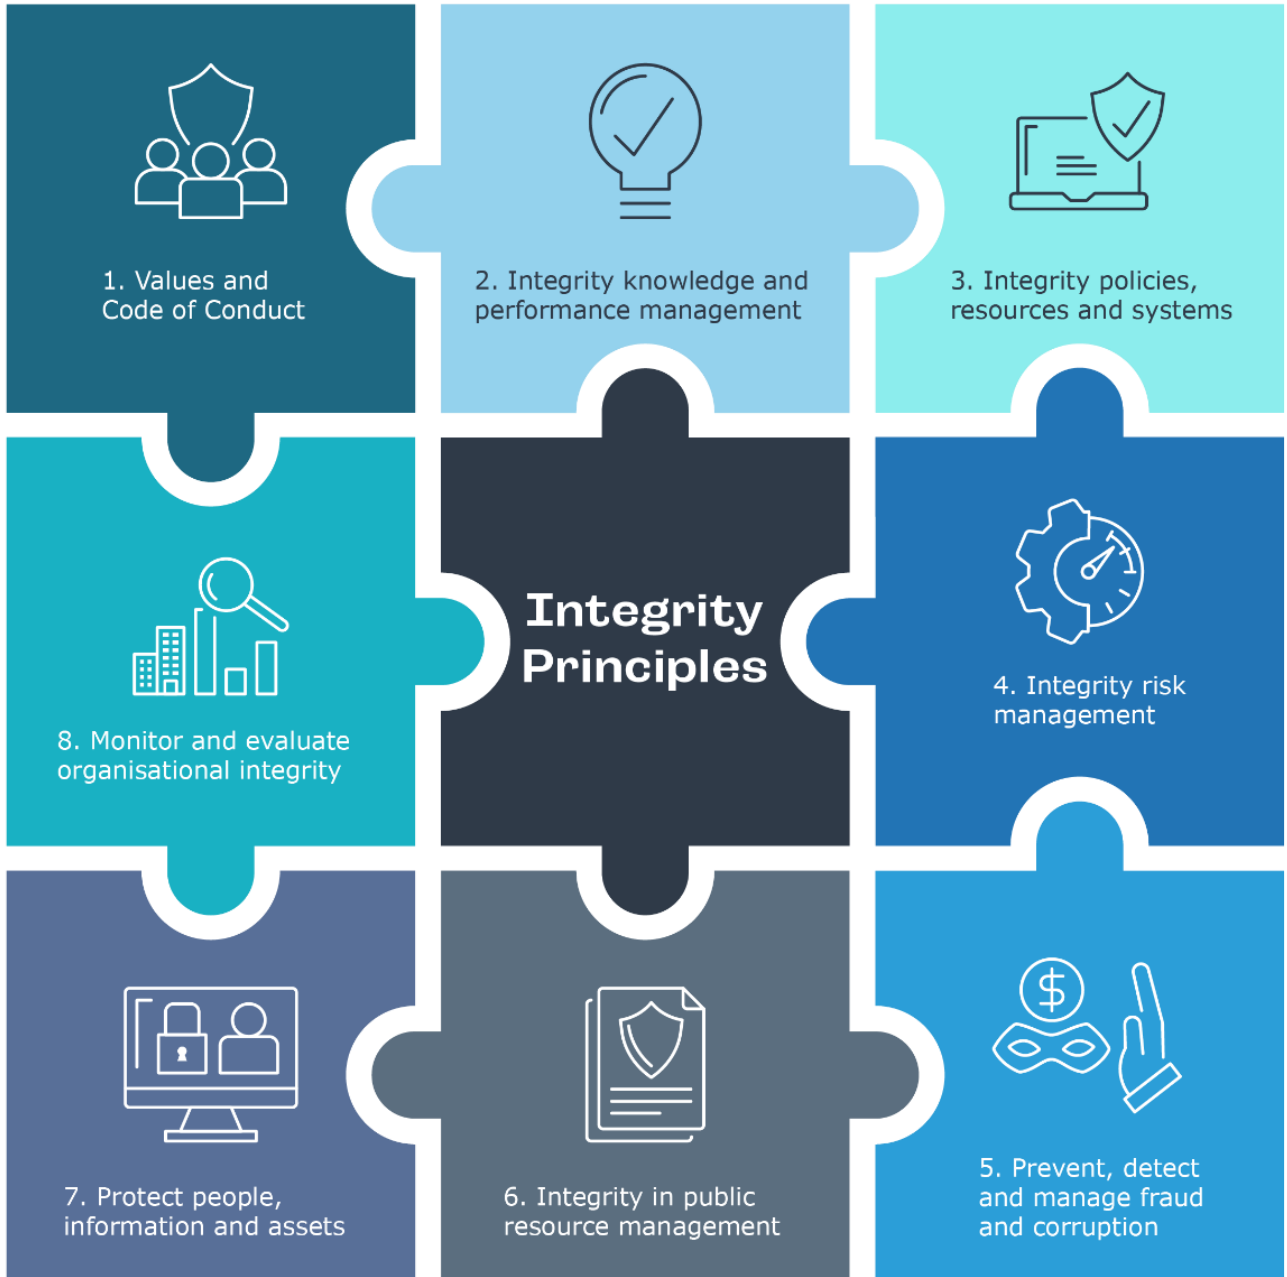 1. Values and
Code of Conduct
2. Integrity knowledge and
performance management
3. Integrity policies,
resources and systems
Integrity
Principles
4. Integrity risk
management
8. Monitor and evaluate
organisational integrity
$
7. Protect people,
information and assets
6. Integrity in public
resource management
5. Prevent, detect
and manage fraud
and corruption